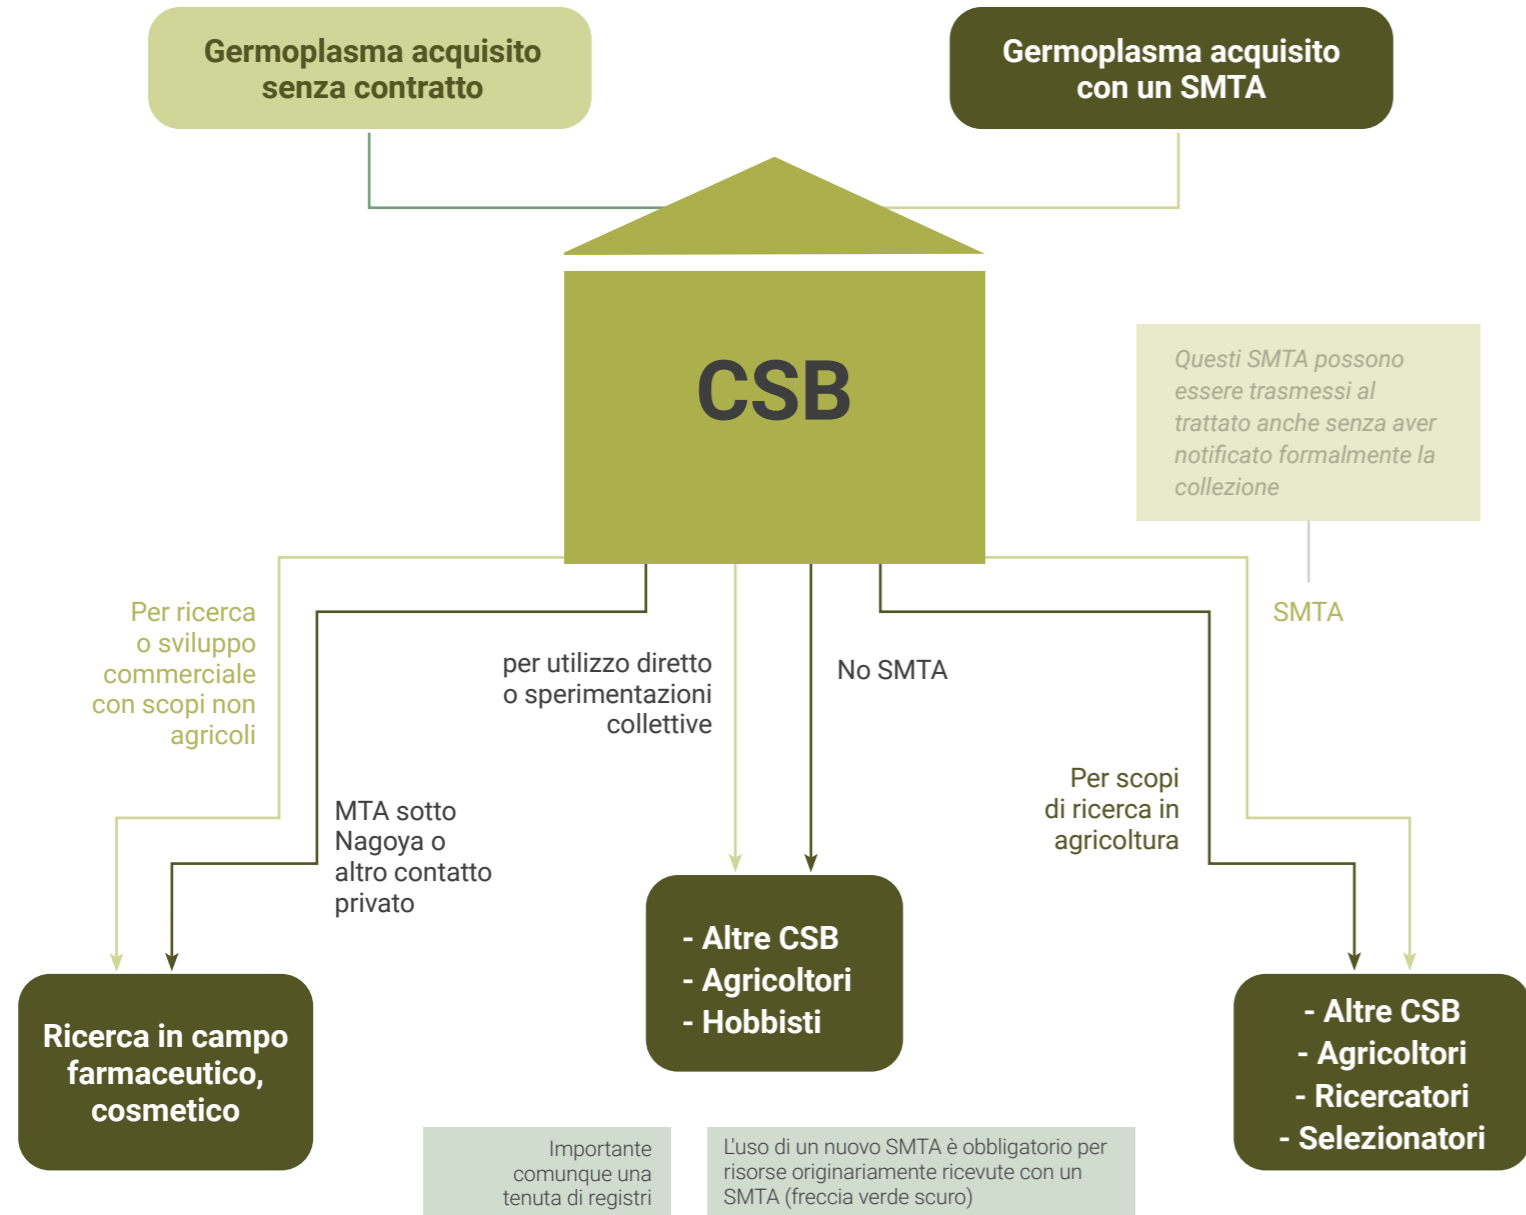 Germoplasma acquisito
senza contratto
Germoplasma acquisito
con un SMTA
CSB
Questi SMTA possono
essere trasmessi al
trattato anche senza aver
notificato formalmente la
collezione
SMTA
Per ricerca
o sviluppo
commerciale
con scopi non
agricoli
per utilizzo diretto
o sperimentazioni
collettive
No SMTA
MTA sotto
Nagoya o
altro contatto
privato
Per scopi
di ricerca in
agricoltura
Ricerca in campo
farmaceutico,
cosmetico
- Altre CSB
- Agricoltori
- Hobbisti
- Altre CSB
- Agricoltori
- Ricercatori
- Selezionatori
Importante
comunque una
tenuta di registri
L'uso di un nuovo SMTA è obbligatorio per
risorse originariamente ricevute con un
SMTA (freccia verde scuro)